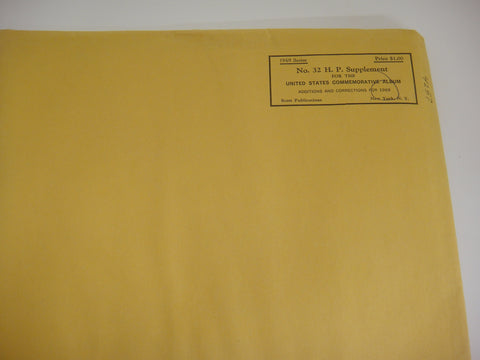 1969 Series Price $1.00
No. 32 H. P. Supplement
FOR THE
UNITED STATES COMMEMORATIVE ALBUM
ADDITIONS AND CORRECTIONS FOR 1969
Scott Publications New York, N. Y.